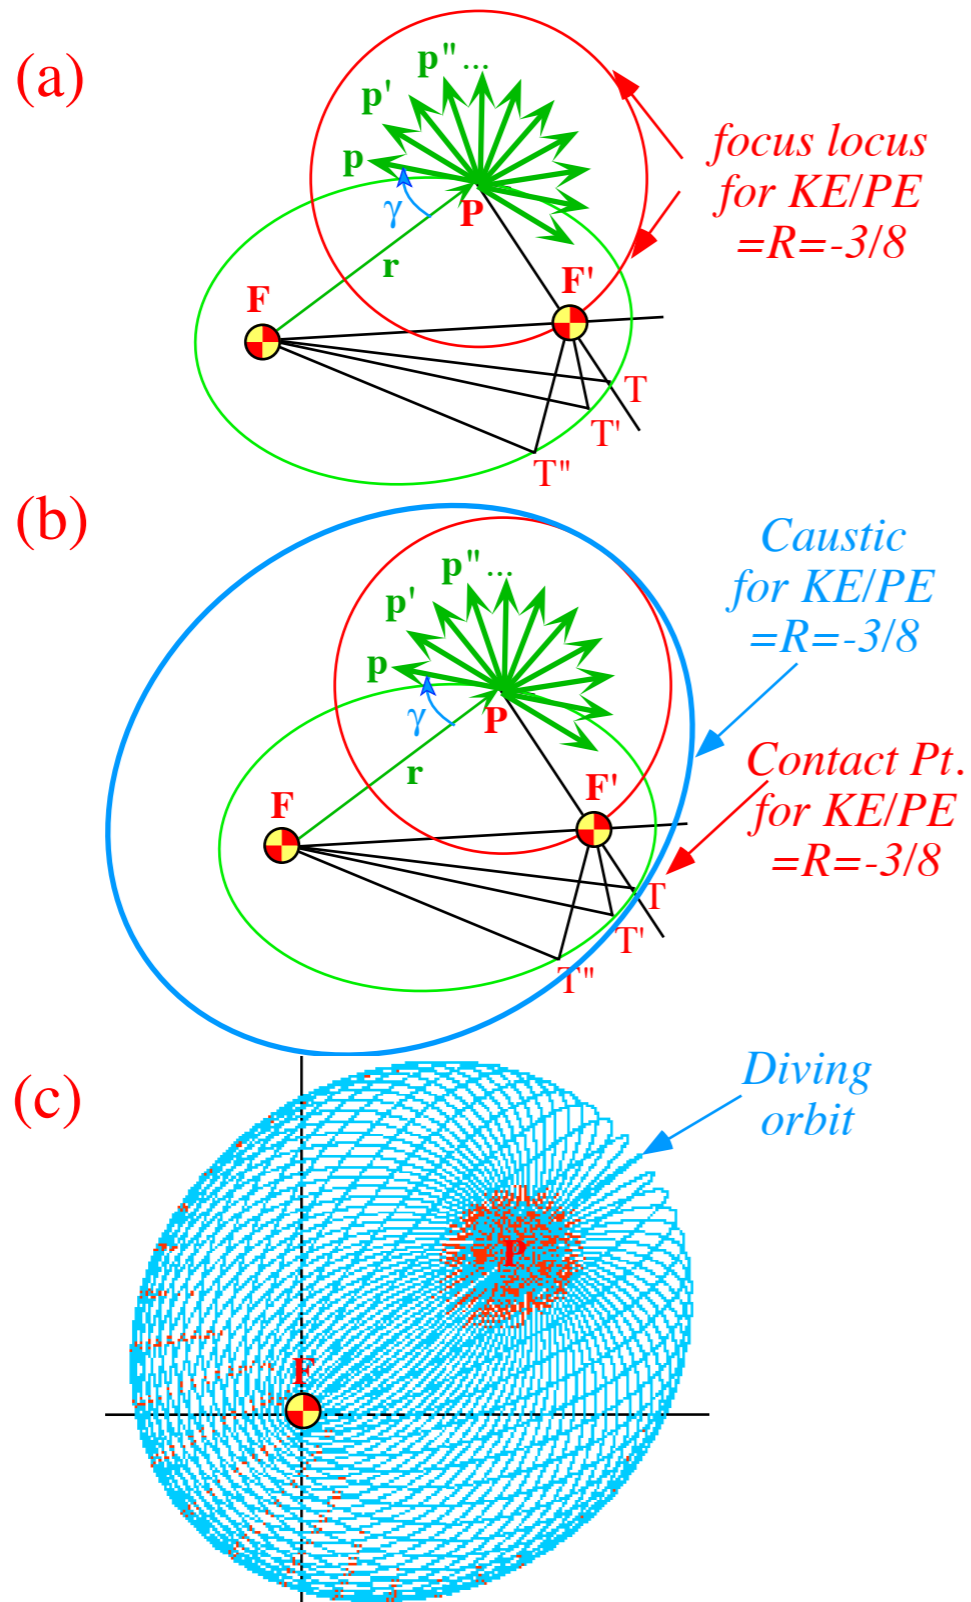 (a)
p" ...
p'
p
γ
P
r
F
F'
T
T'
T"
focus locus
for KE/PE
=R=-3/8
(b)
p" ...
p'
p
γ
P
r
F
F'
T
T'
T"
Caustic
for KE/PE
=R=-3/8
Contact Pt.
for KE/PE
=R=-3/8
(c)
Diving
orbit
P
F